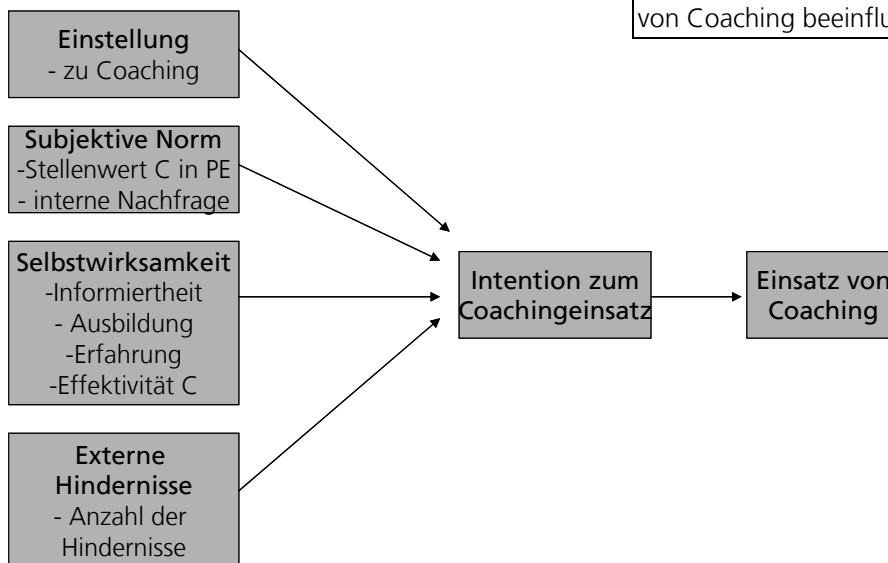 von Coaching beeinflu
Einstellung
- zu Coaching
Subjektive Norm
-Stellenwert C in PE
- interne Nachfrage
Selbstwirksamkeit
-Informiertheit
- Ausbildung
-Erfahrung
-Effektivität C
Externe
Hindernisse
- Anzahl der
Hindernisse
Intention zum
Coachingeinsatz
Einsatz von
Coaching